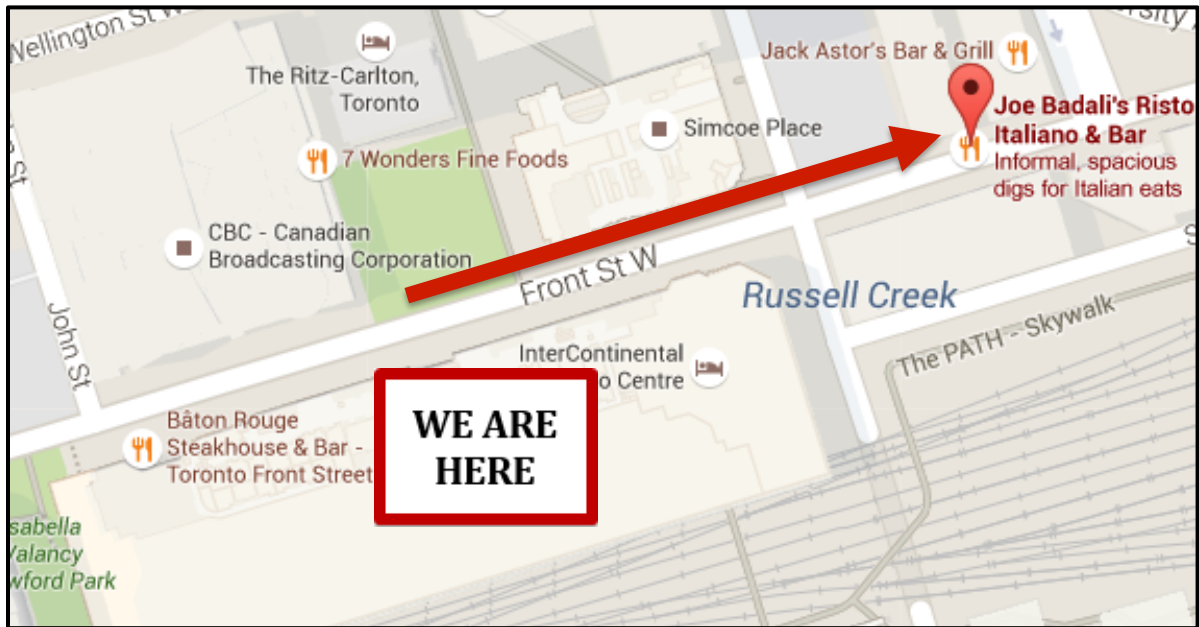 Wellington St W
The Ritz-Carlton,
Toronto
7 Wonders Fine Foods
CBC - Canadian
Broadcasting Corporation
Simcoe Place
Jack Astor's Bar & Grill
Joe Badali's Risto
Italiano & Bar
Informal, spacious
digs for Italian eats
Front St W
Russell Creek
The PATH - Skywalk
InterContinental
Centre
John St
Bâton Rouge
Steakhouse & Bar -
Toronto Front Street
WE ARE
HERE
sabella
Valancy
wford Park
St